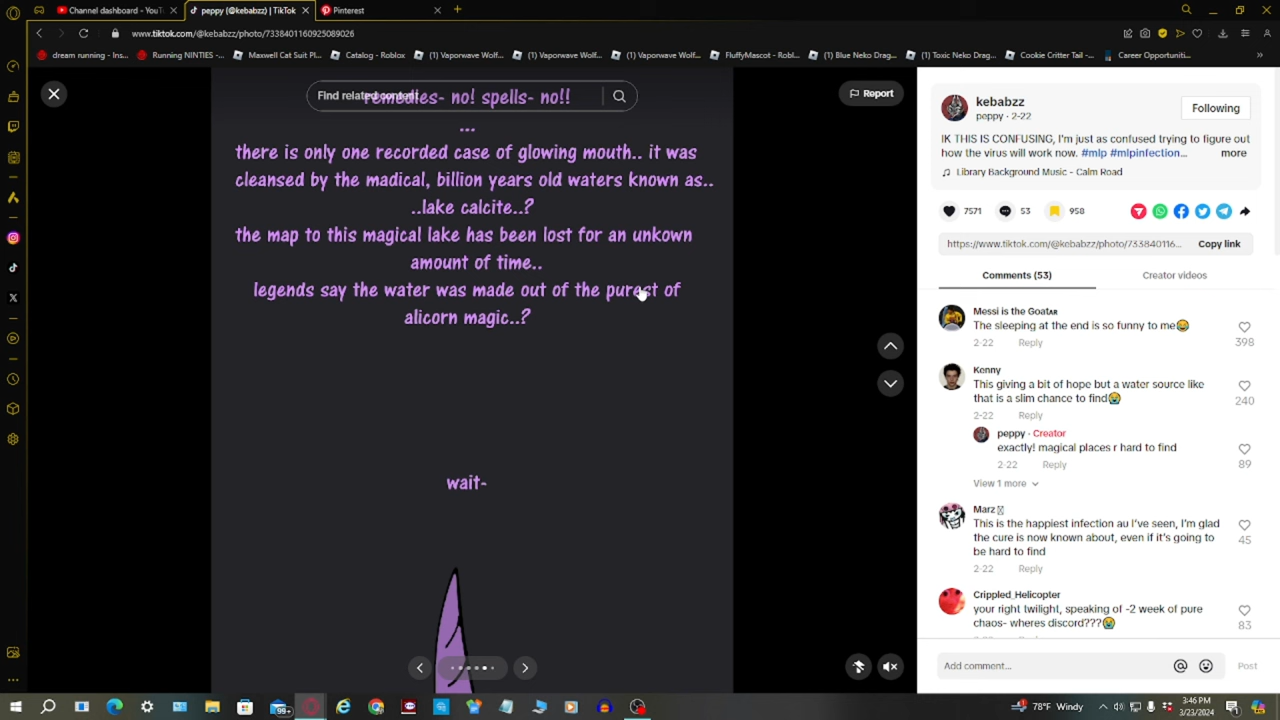 Channel dashboard - YouT
peppy (@kebabzz) | TikTok
Pinterest
www.tiktok.com/@kebabzz/photo/7338401160925089026
dream running - Ins...
Running NINTIES -...
Maxwell Cat Suit Pl...
Catalog - Roblox
(1) Vaporwave Wolf...
(1) Vaporwave Wolf...
(1) Vaporwave Wolf...
FluffyMascot - Robl...
(1) Blue Neko Drag...
(1) Toxic Neko Drag...
Cookie Critter Tail -...
Career Opportuniti...
Find related content
remedies- no! spells- no!!
Report
...
there is only one recorded case of glowing mouth.. it was
cleansed by the madical, billion years old waters known as..
..lake calcite..?
the map to this magical lake has been lost for an unkown
amount of time..
legends say the water was made out of the purest of
alicorn magic..?
wait-
kebabzz
peppy · 2-22
Following
IK THIS IS CONFUSING, I'm just as confused trying to figure out
how the virus will work now. #mlp #mlpinfection...
more
Library Background Music - Calm Road
7571
53
958
https://www.tiktok.com/@kebabzz/photo/733840116...
Copy link
Comments (53)
Creator videos
Messi is the Goatᴀʀ
The sleeping at the end is so funny to me😂
2-22
Reply
398
Kenny
This giving a bit of hope but a water source like
that is a slim chance to find😭
2-22
Reply
240
peppy · Creator
exactly! magical places r hard to find
2-22
Reply
89
View 1 more
Marz
This is the happiest infection au I've seen, I'm glad
the cure is now known about, even if it's going to
be hard to find
2-22
Reply
45
Crippled_Helicopter
your right twilight, speaking of -2 week of pure
chaos- wheres discord???😭
83
Add comment...
Post
99+
78°F Windy
3:46 PM
3/23/2024
1